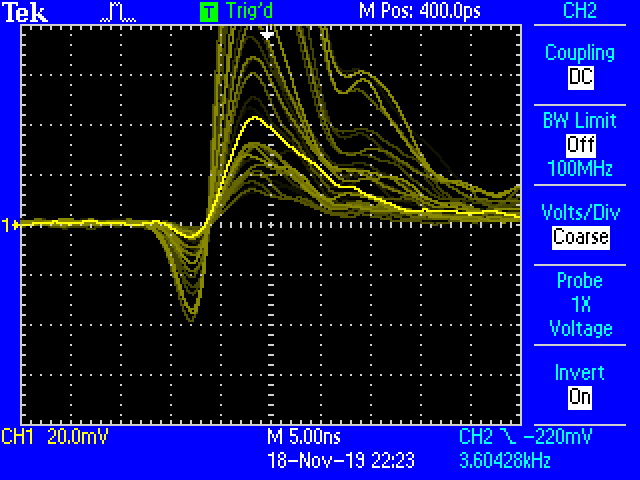 Tek T Trig'd M Pos: 400.0ps CH2
Coupling
DC
BW Limit
Off
100MHz
Volts/Div
Coarse
Probe
1X
Voltage
Invert
On
1
CH1 20.0mV M 5.00ns CH2 -220mV
18-Nov-19 22:23 3.60428kHz